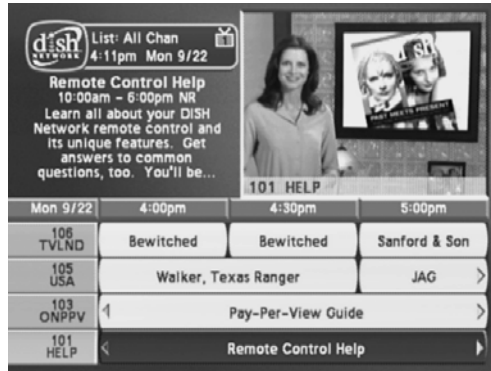 dish
NETWORK
List: All Chan
4:11pm Mon 9/22
Remote Control Help
10:00am – 6:00pm NR
Learn all about your DISH
Network remote control and
its unique features. Get
answers to common
questions, too. You'll be...
dish
PAST MEETS PRESENT
101 HELP
Mon 9/22 4:00pm 4:30pm 5:00pm
106
TVLND Bewitched Bewitched Sanford & Son
105
USA Walker, Texas Ranger JAG
103
ONPPV Pay-Per-View Guide
101
HELP Remote Control Help